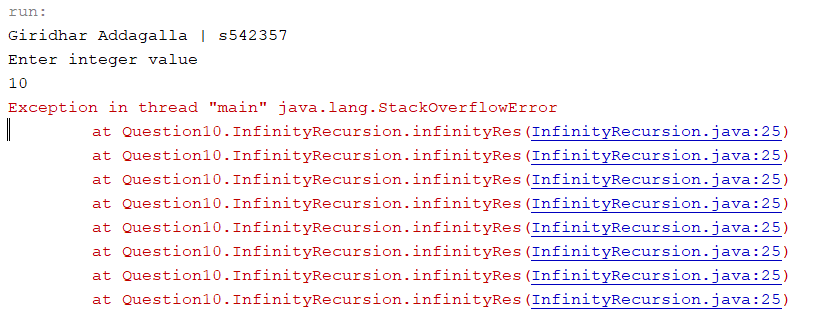 run:
Giridhar Addagalla | s542357
Enter integer value
10
Exception in thread "main" java.lang.StackOverflowError
at Question10.InfinityRecursion.infinityRes(InfinityRecursion.java:25)
at Question10.InfinityRecursion.infinityRes(InfinityRecursion.java:25)
at Question10.InfinityRecursion.infinityRes(InfinityRecursion.java:25)
at Question10.InfinityRecursion.infinityRes(InfinityRecursion.java:25)
at Question10.InfinityRecursion.infinityRes(InfinityRecursion.java:25)
at Question10.InfinityRecursion.infinityRes(InfinityRecursion.java:25)
at Question10.InfinityRecursion.infinityRes(InfinityRecursion.java:25)
at Question10.InfinityRecursion.infinityRes(InfinityRecursion.java:25)